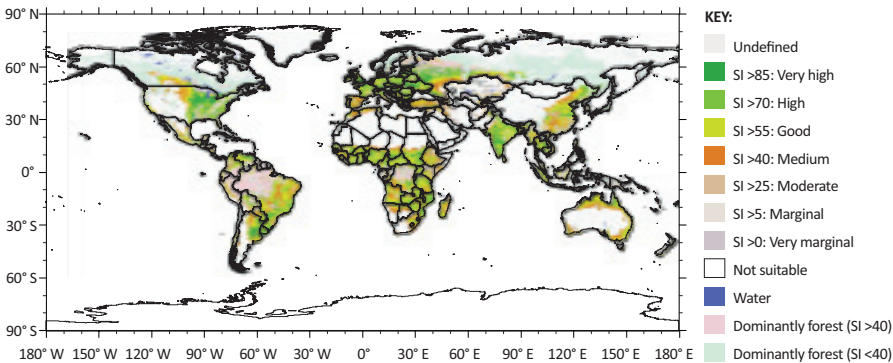 90° N
60° N
30° N
0°
30° S
60° S
90° S
180° W 150° W 120° W 90° W 60° W 30° W 0° 30° E 60° E 90° E 120° E 150° E 180 E
KEY:
Undefined
SI >85: Very high
SI >70: High
SI >55: Good
SI >40: Medium
SI >25: Moderate
SI >5: Marginal
SI >0: Very marginal
Not suitable
Water
Dominantly forest (SI >40)
Dominantly forest (SI <40)